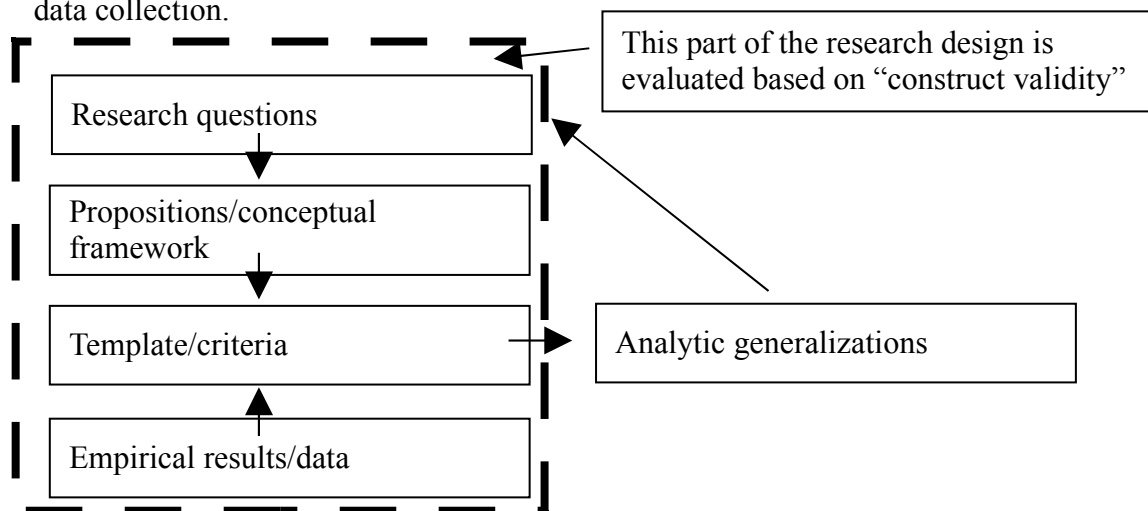 data collection.
This part of the research design is
evaluated based on “construct validity”
Research questions
Propositions/conceptual
framework
Template/criteria
Analytic generalizations
Empirical results/data